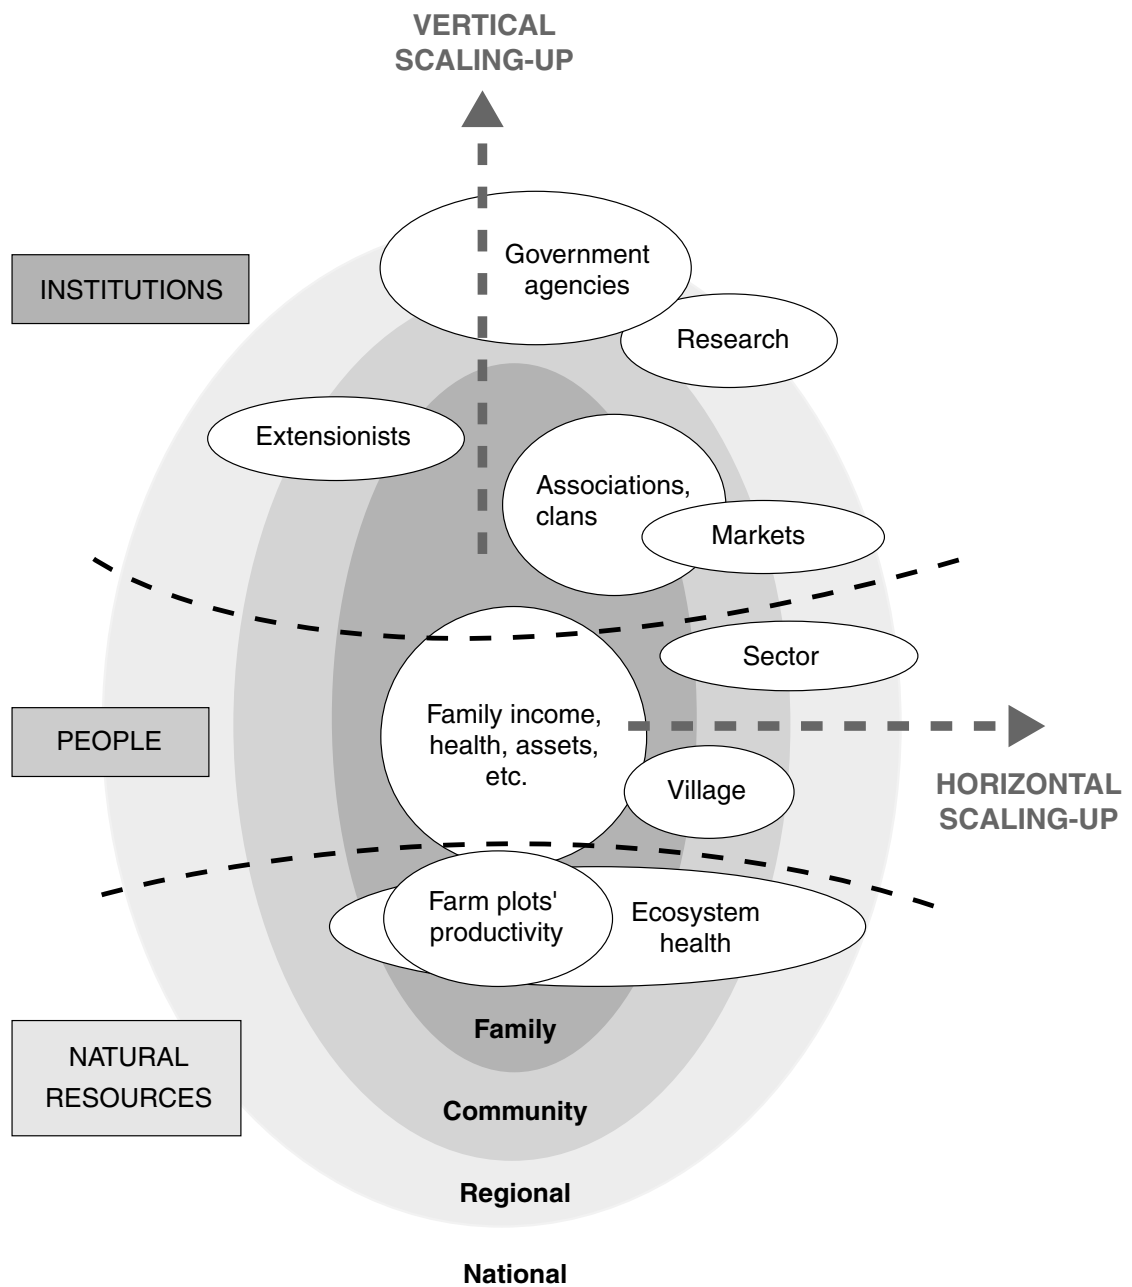 VERTICAL
SCALING-UP
INSTITUTIONS
Government
agencies
Research
Extensionists
Associations,
clans
Markets
Sector
PEOPLE
Family income,
health, assets,
etc.
Village
HORIZONTAL
SCALING-UP
Farm plots'
productivity
Ecosystem
health
NATURAL
RESOURCES
Family
Community
Regional
National